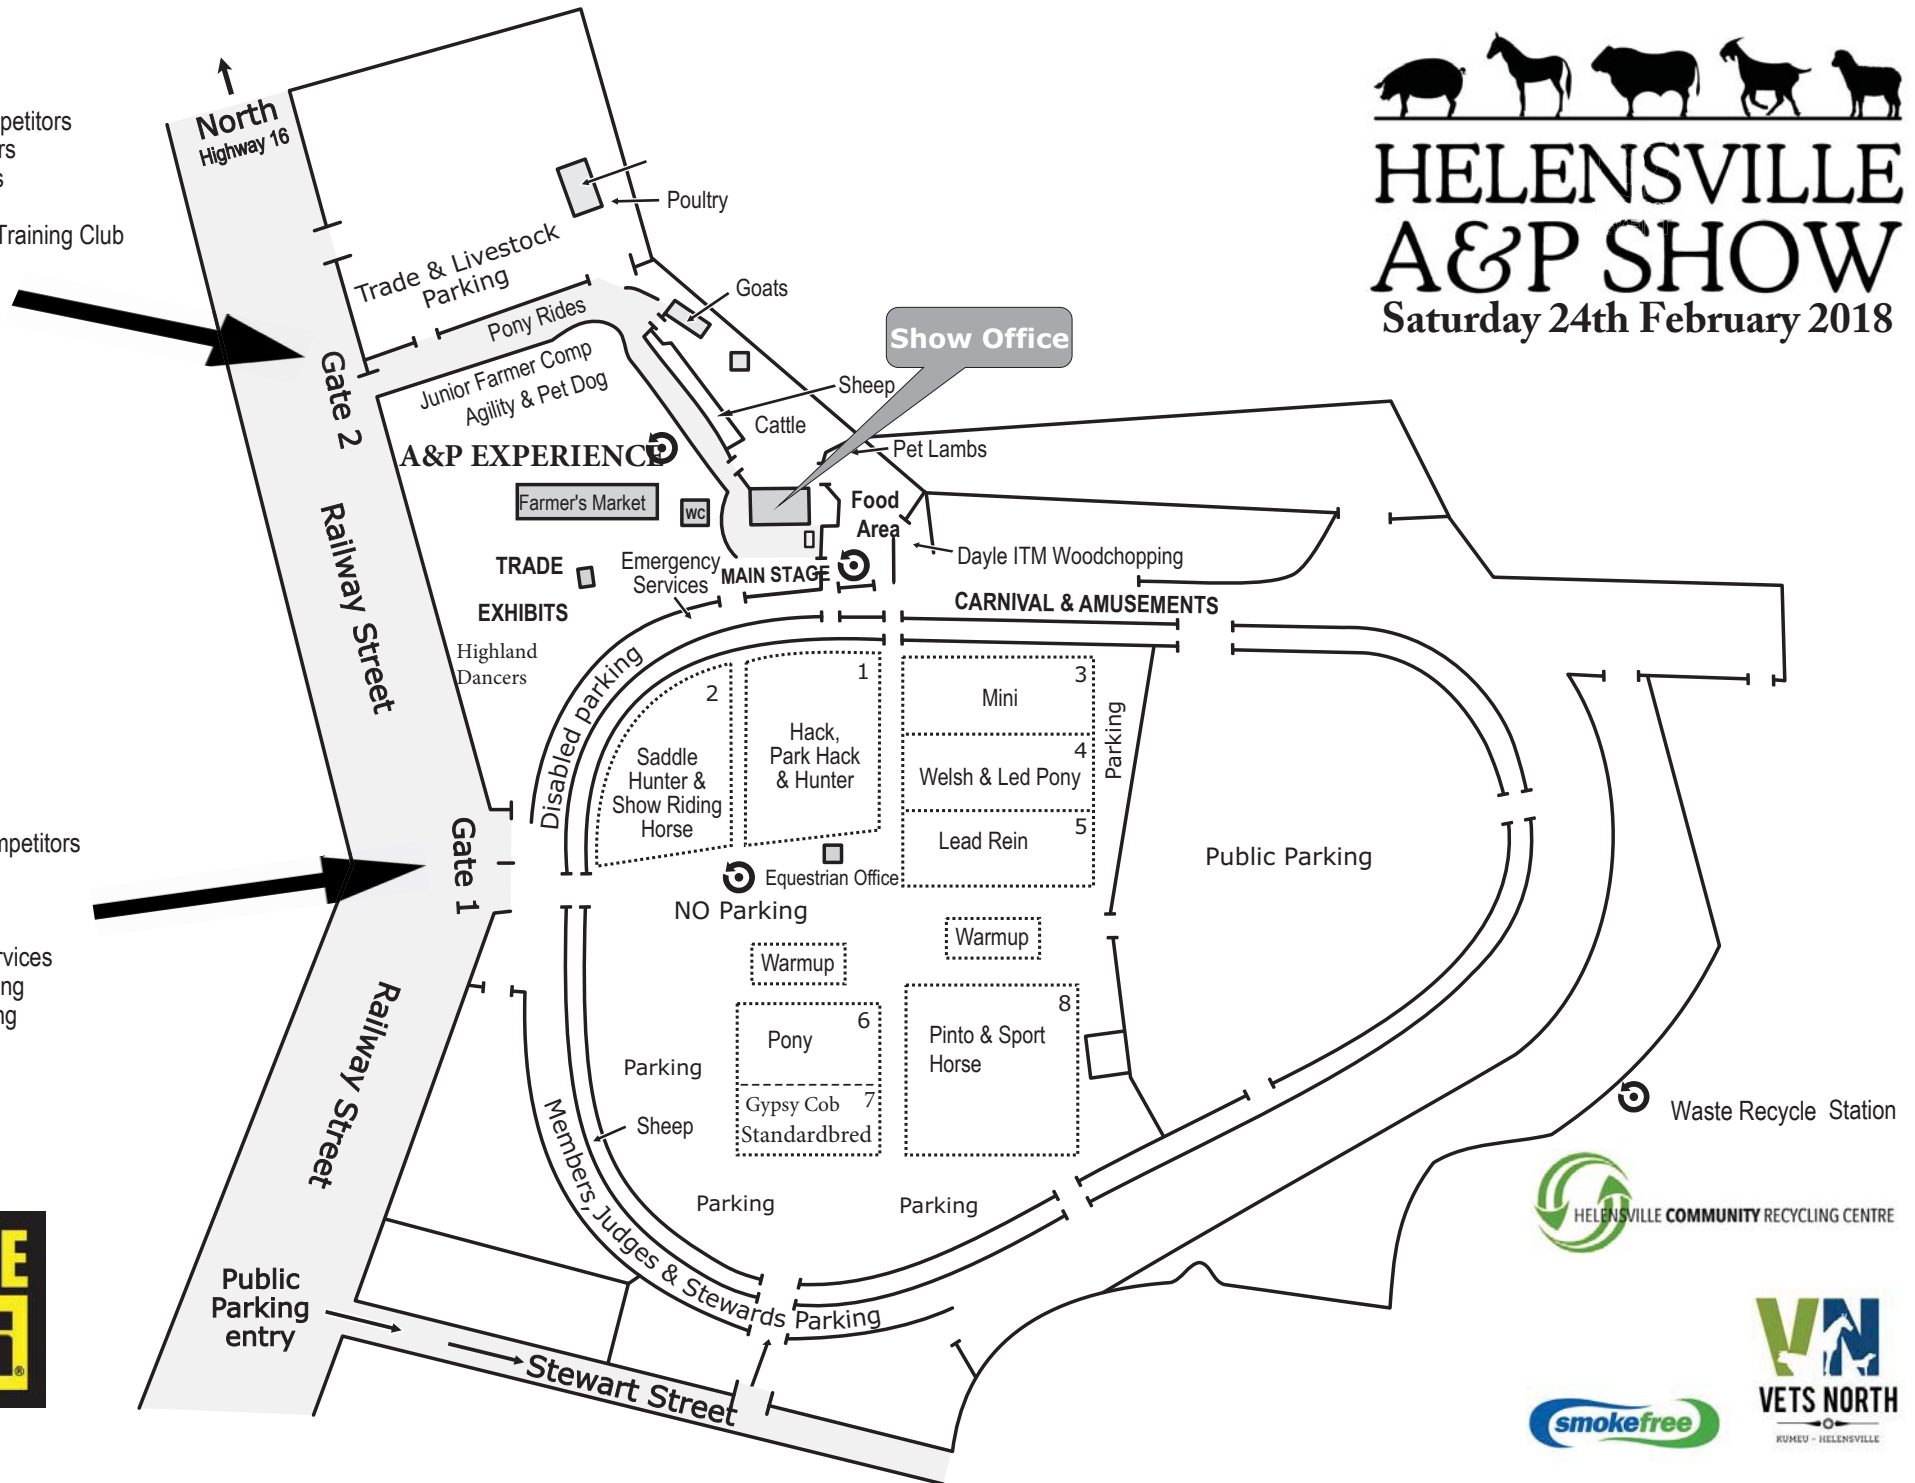 HELENSVILLE
A&P SHOW
Saturday 24th February 2018
North
Highway 16
Training Club
Poultry
Trade & Livestock
Parking
Goats
Pony Rides
Show Office
Gate 2
Junior Farmer Comp
Agility & Pet Dog
Sheep
Cattle
Pet Lambs
A&P EXPERIENCE
Farmer's Market
WC
Food
Area
Railway Street
TRADE
EXHIBITS
Emergency
Services
MAIN STAGE
Dayle ITM Woodchopping
CARNIVAL & AMUSEMENTS
Highland
Dancers
Disabled parking
2
Saddle
Hunter &
Show Riding
Horse
1
Hack,
Park Hack
& Hunter
3
Mini
4
Welsh & Led Pony
5
Lead Rein
Parking
Public Parking
Gate 1
Equestrian Office
NO Parking
Warmup
Warmup
6
Pony
7
Gypsy Cob
Standardbred
8
Pinto & Sport
Horse
Parking
Sheep
Parking
Parking
Members, Judges & Stewards Parking
Railway Street
Public
Parking
entry
Stewart Street
Waste Recycle Station
HELENSVILLE COMMUNITY RECYCLING CENTRE
VN
VETS NORTH
KUMEU - HELENSVILLE
smokefree